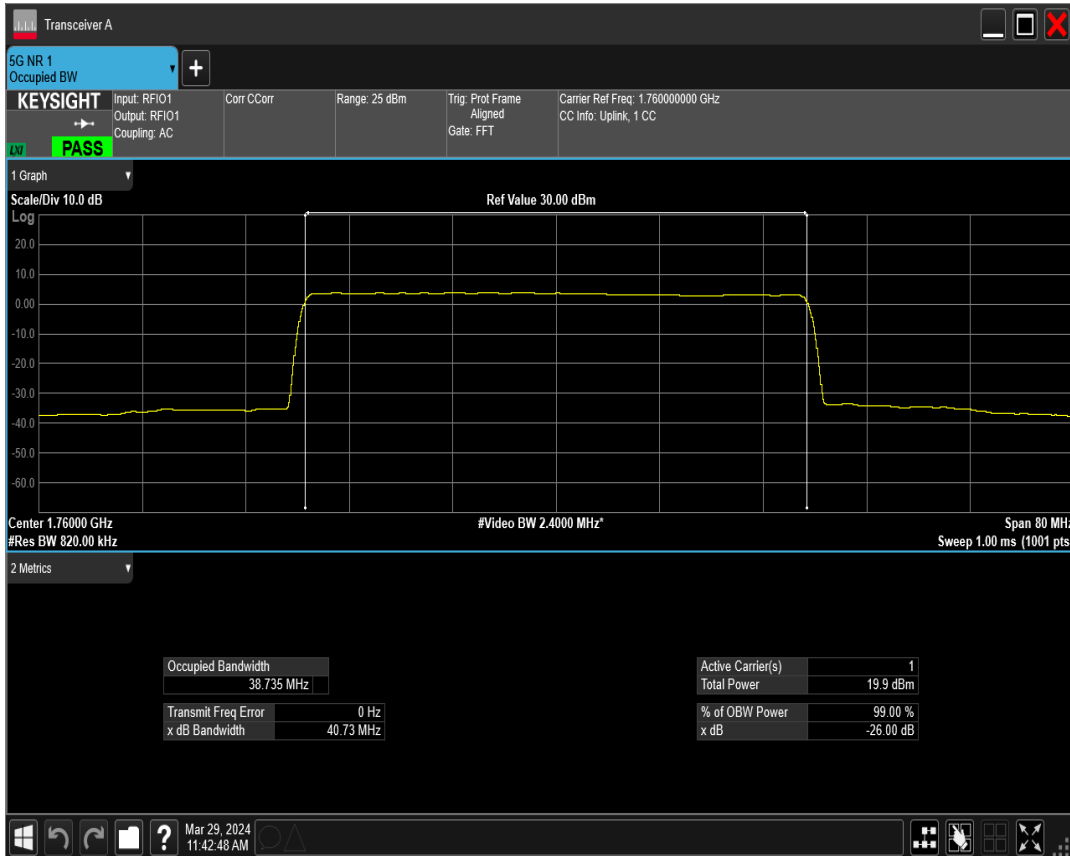 Transceiver A
5G NR 1
Occupied BW
+
KEYSIGHT
LXI
PASS
Input: RFIO1
Output: RFIO1
Coupling: AC
Corr CCorr
Range: 25 dBm
Trig: Prot Frame
Aligned
Gate: FFT
Carrier Ref Freq: 1.760000000 GHz
CC Info: Uplink, 1 CC
1 Graph
Scale/Div 10.0 dB
Ref Value 30.00 dBm
Log
20.0
10.0
0.00
-10.0
-20.0
-30.0
-40.0
-50.0
-60.0
Center 1.76000 GHz
#Video BW 2.4000 MHz*
Span 80 MHz
#Res BW 820.00 kHz
Sweep 1.00 ms (1001 pts
2 Metrics
Occupied Bandwidth
38.735 MHz
Transmit Freq Error 0 Hz
x dB Bandwidth 40.73 MHz
Active Carrier(s) 1
Total Power 19.9 dBm
% of OBW Power 99.00 %
x dB -26.00 dB
?
Mar 29, 2024
11:42:48 AM